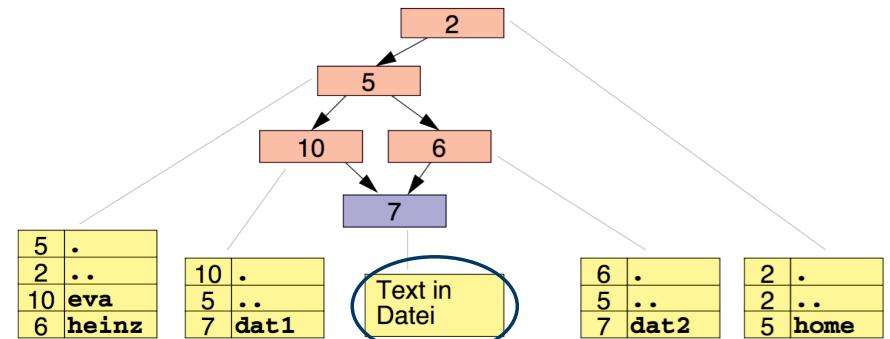 2
5
10 6
7
5 .
2 ..
10 eva
6 heinz
10 .
5 ..
7 dat1
Text in
Datei
6 .
5 ..
7 dat2
2 .
2 ..
5 home